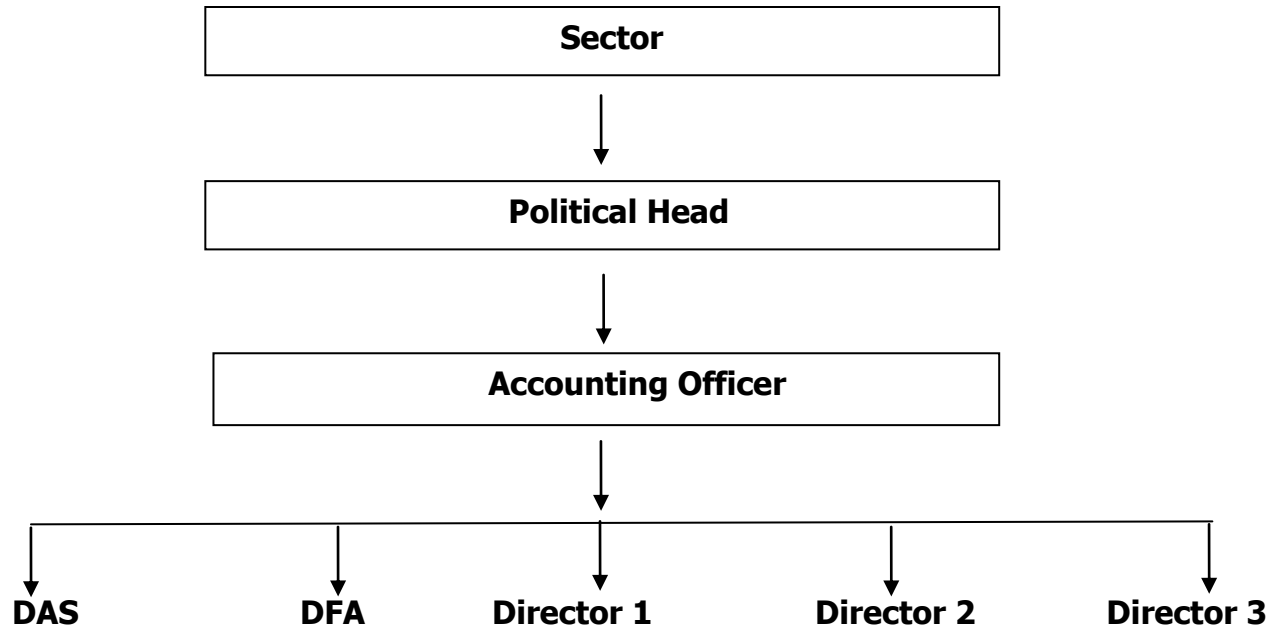 Sector
Political Head
Accounting Officer
DAS DFA Director 1 Director 2 Director 3